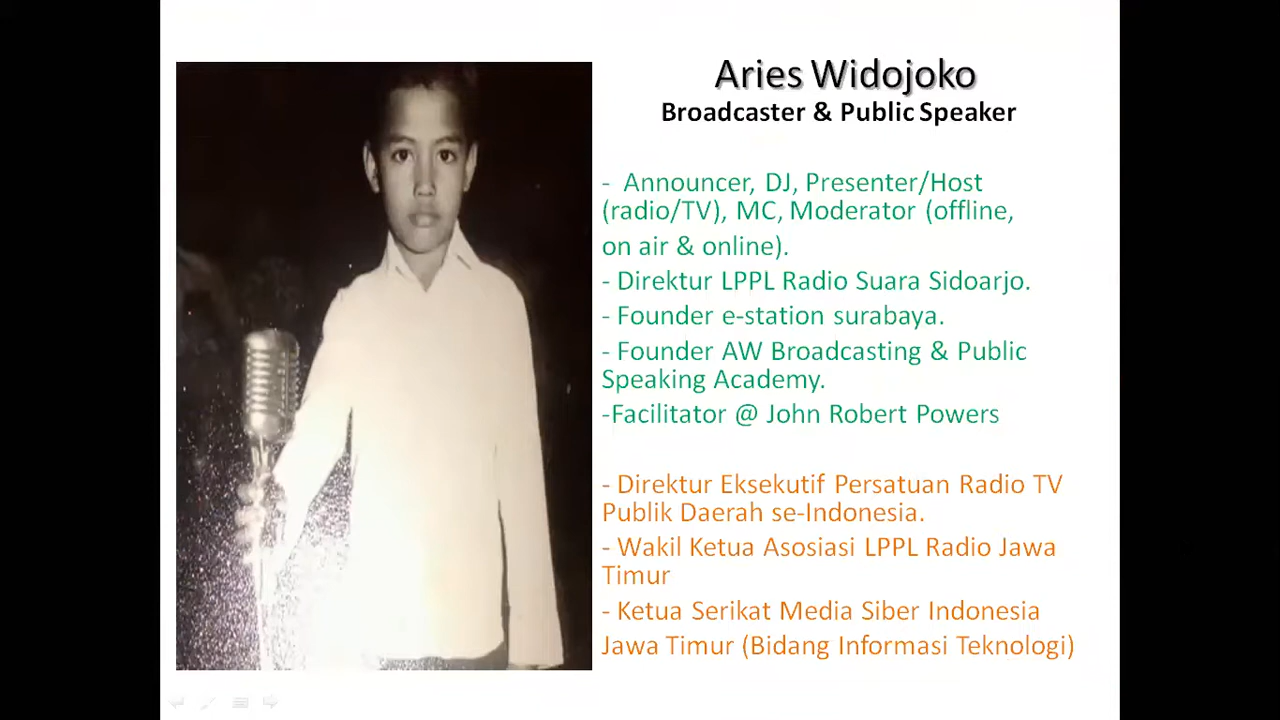 Aries Widojoko
Broadcaster & Public Speaker
- Announcer, DJ, Presenter/Host
(radio/TV), MC, Moderator (offline,
on air & online).
- Direktur LPPL Radio Suara Sidoarjo.
- Founder e-station surabaya.
- Founder AW Broadcasting & Public
Speaking Academy.
-Facilitator @ John Robert Powers
- Direktur Eksekutif Persatuan Radio TV
Publik Daerah se-Indonesia.
- Wakil Ketua Asosiasi LPPL Radio Jawa
Timur
- Ketua Serikat Media Siber Indonesia
Jawa Timur (Bidang Informasi Teknologi)